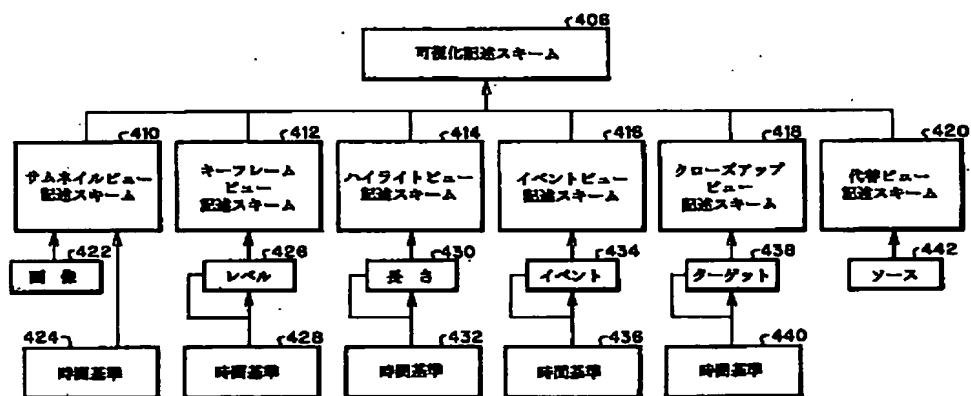 408
可視化記述スキーム
410
412
414
416
418
420
サムネイルビュー
記述スキーム
キーフレーム
ビュー
記述スキーム
ハイライトビュー
記述スキーム
イベントビュー
記述スキーム
クローズアップ
ビュー
記述スキーム
代替ビュー
記述スキーム
422
画像
426
レベル
430
長さ
434
イベント
438
ターゲット
442
ソース
424
時間基準
428
時間基準
432
時間基準
436
時間基準
440
時間基準